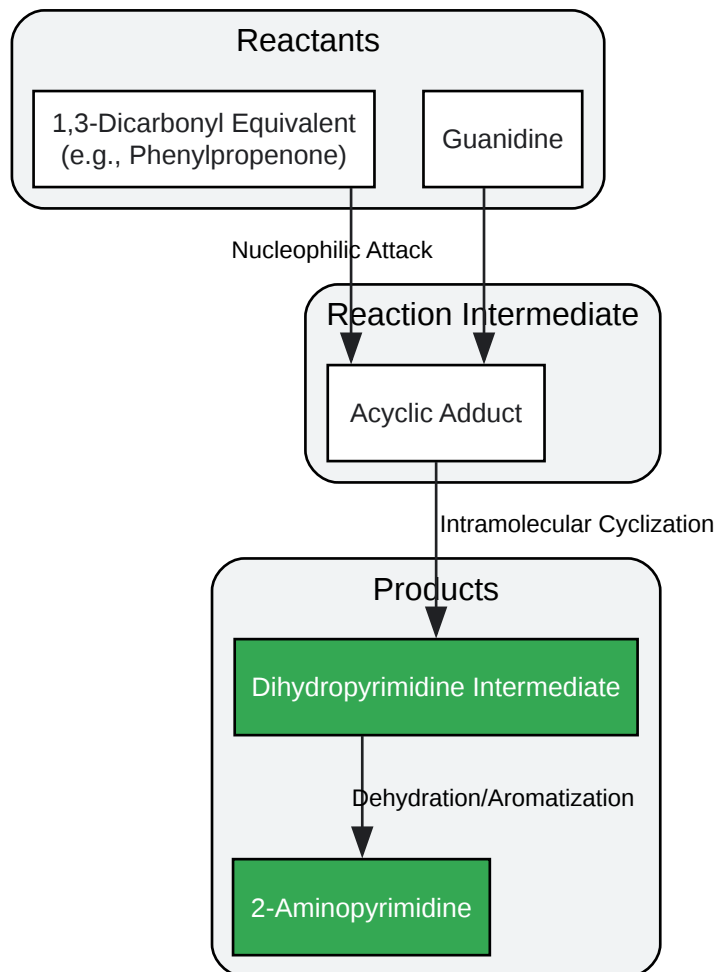 Reactants
1,3-Dicarbonyl Equivalent
(e.g., Phenylpropenone)
Guanidine
Nucleophilic Attack
Reaction Intermediate
Acyclic Adduct
Intramolecular Cyclization
Products
Dihydropyrimidine Intermediate
Dehydration/Aromatization
2-Aminopyrimidine